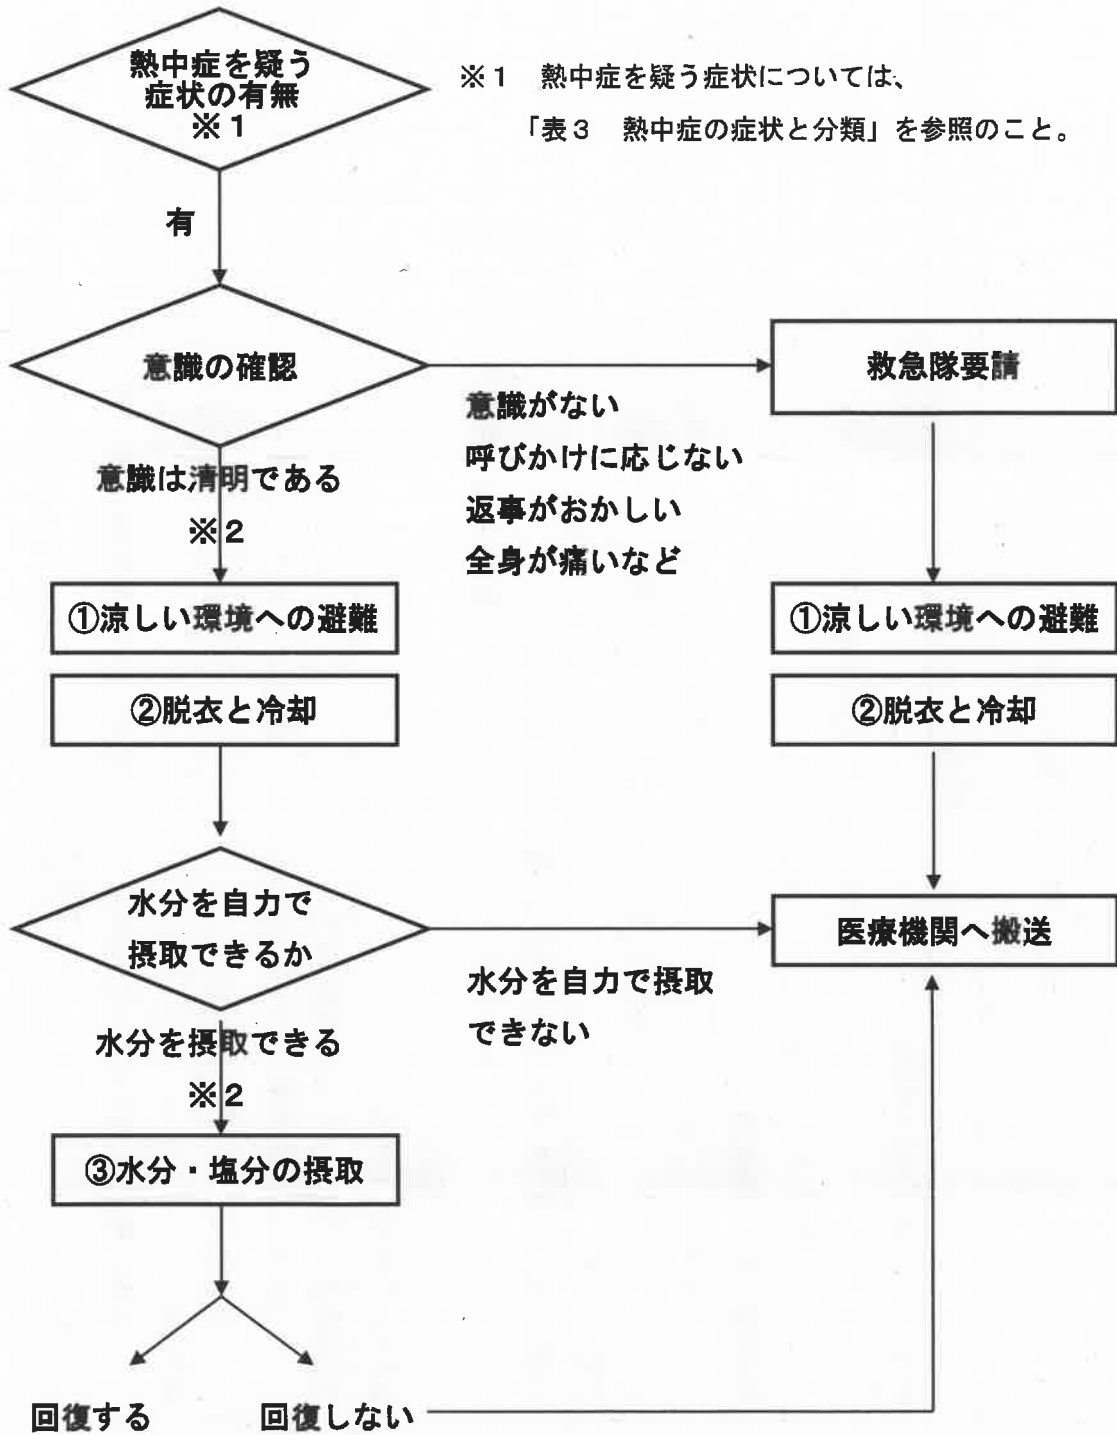 熱中症を疑う
症状の有無
※1
※1　熱中症を疑う症状については、
「表3　熱中症の症状と分類」を参照のこと。
有
意識の確認
救急隊要請
意識がない
呼びかけに応じない
返事がおかしい
全身が痛いなど
意識は清明である
※2
①涼しい環境への避難
①涼しい環境への避難
②脱衣と冷却
②脱衣と冷却
水分を自力で
摂取できるか
医療機関へ搬送
水分を自力で摂取
できない
水分を摂取できる
※2
③水分・塩分の摂取
回復する
回復しない